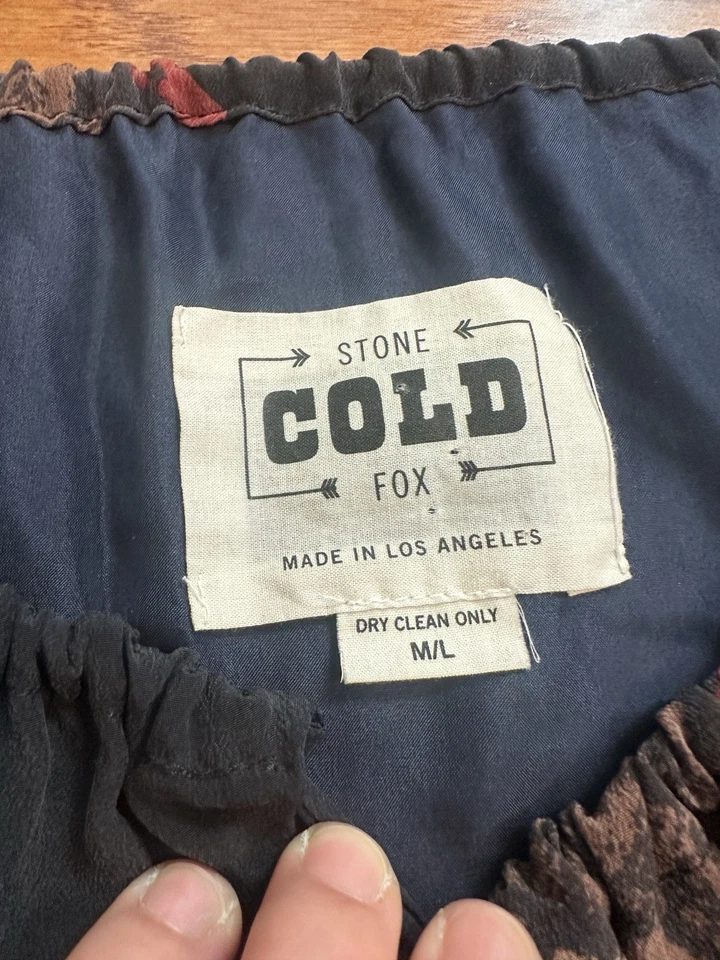 STONE
COLD
FOX
MADE IN LOS ANGELES
DRY CLEAN ONLY
M/L